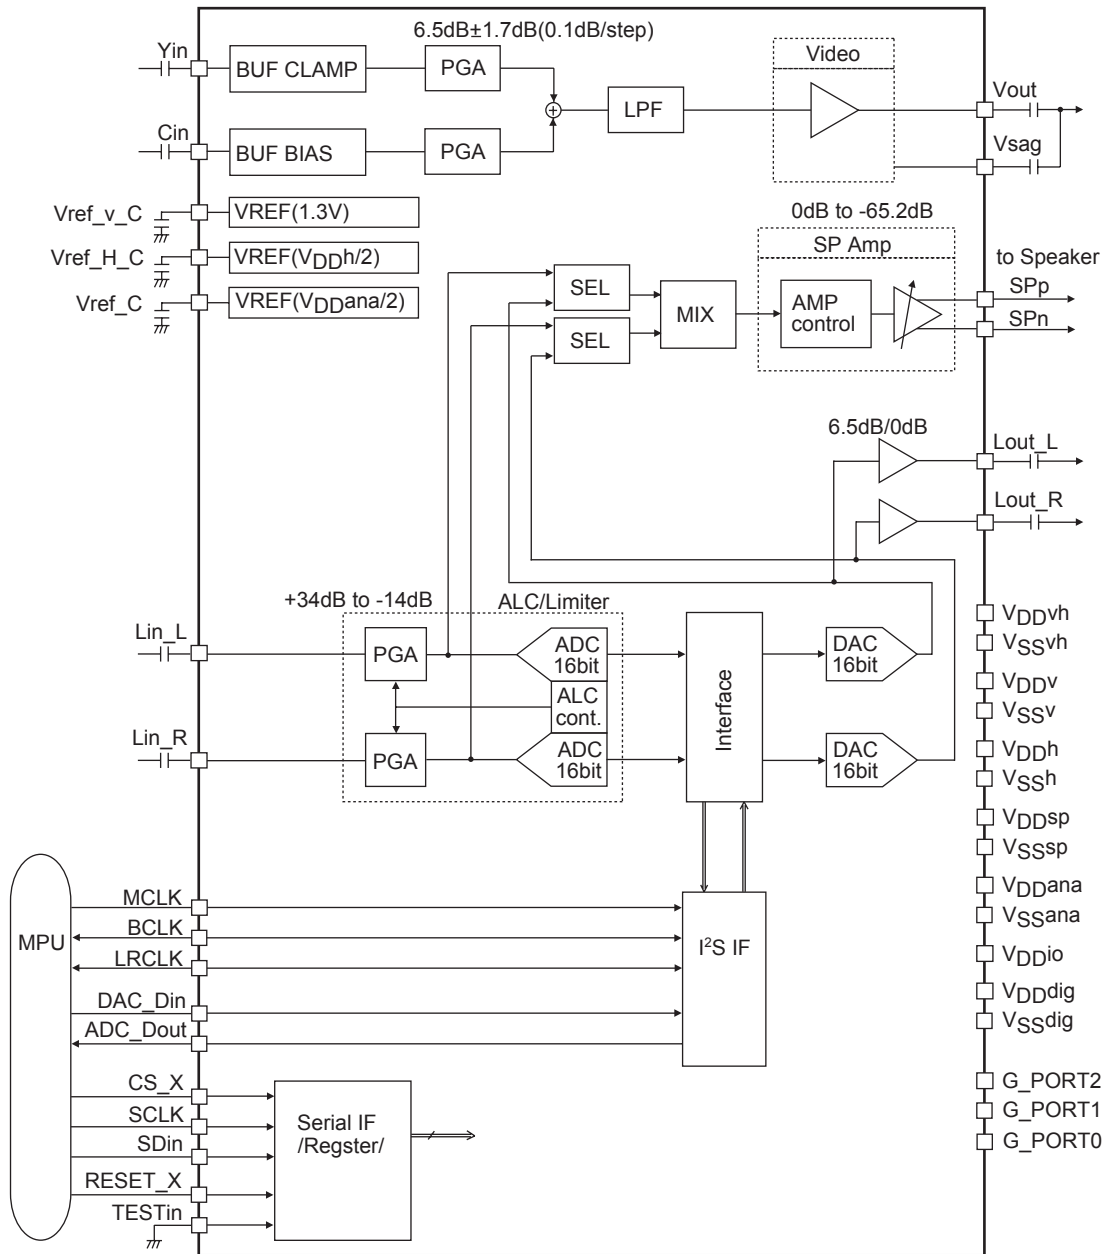 6.5dB±1.7dB(0.1dB/step)
Yin
BUF CLAMP
PGA
Video
LPF
Vout
Cin
BUF BIAS
PGA
Vsag
Vref_v_C
VREF(1.3V)
0dB to -65.2dB
Vref_H_C
VREF(VDDh/2)
SP Amp
to Speaker
Vref_C
VREF(VDDana/2)
SEL
MIX
AMP
control
SPp
SPn
SEL
6.5dB/0dB
Lout_L
Lout_R
+34dB to -14dB
ALC/Limiter
Lin_L
PGA
ADC
16bit
ALC
cont.
Lin_R
PGA
ADC
16bit
Interface
DAC
16bit
DAC
16bit
VDDvh
VSSvh
VDDv
VSSv
VDDh
VSSh
VDDsp
VSSsp
VDDana
VSSana
VDDio
VDDdig
VSSdig
G_PORT2
G_PORT1
G_PORT0
MPU
MCLK
BCLK
LRCLK
DAC_Din
ADC_Dout
I²S IF
CS_X
SCLK
SDin
RESET_X
TESTin
Serial IF
/Regster/